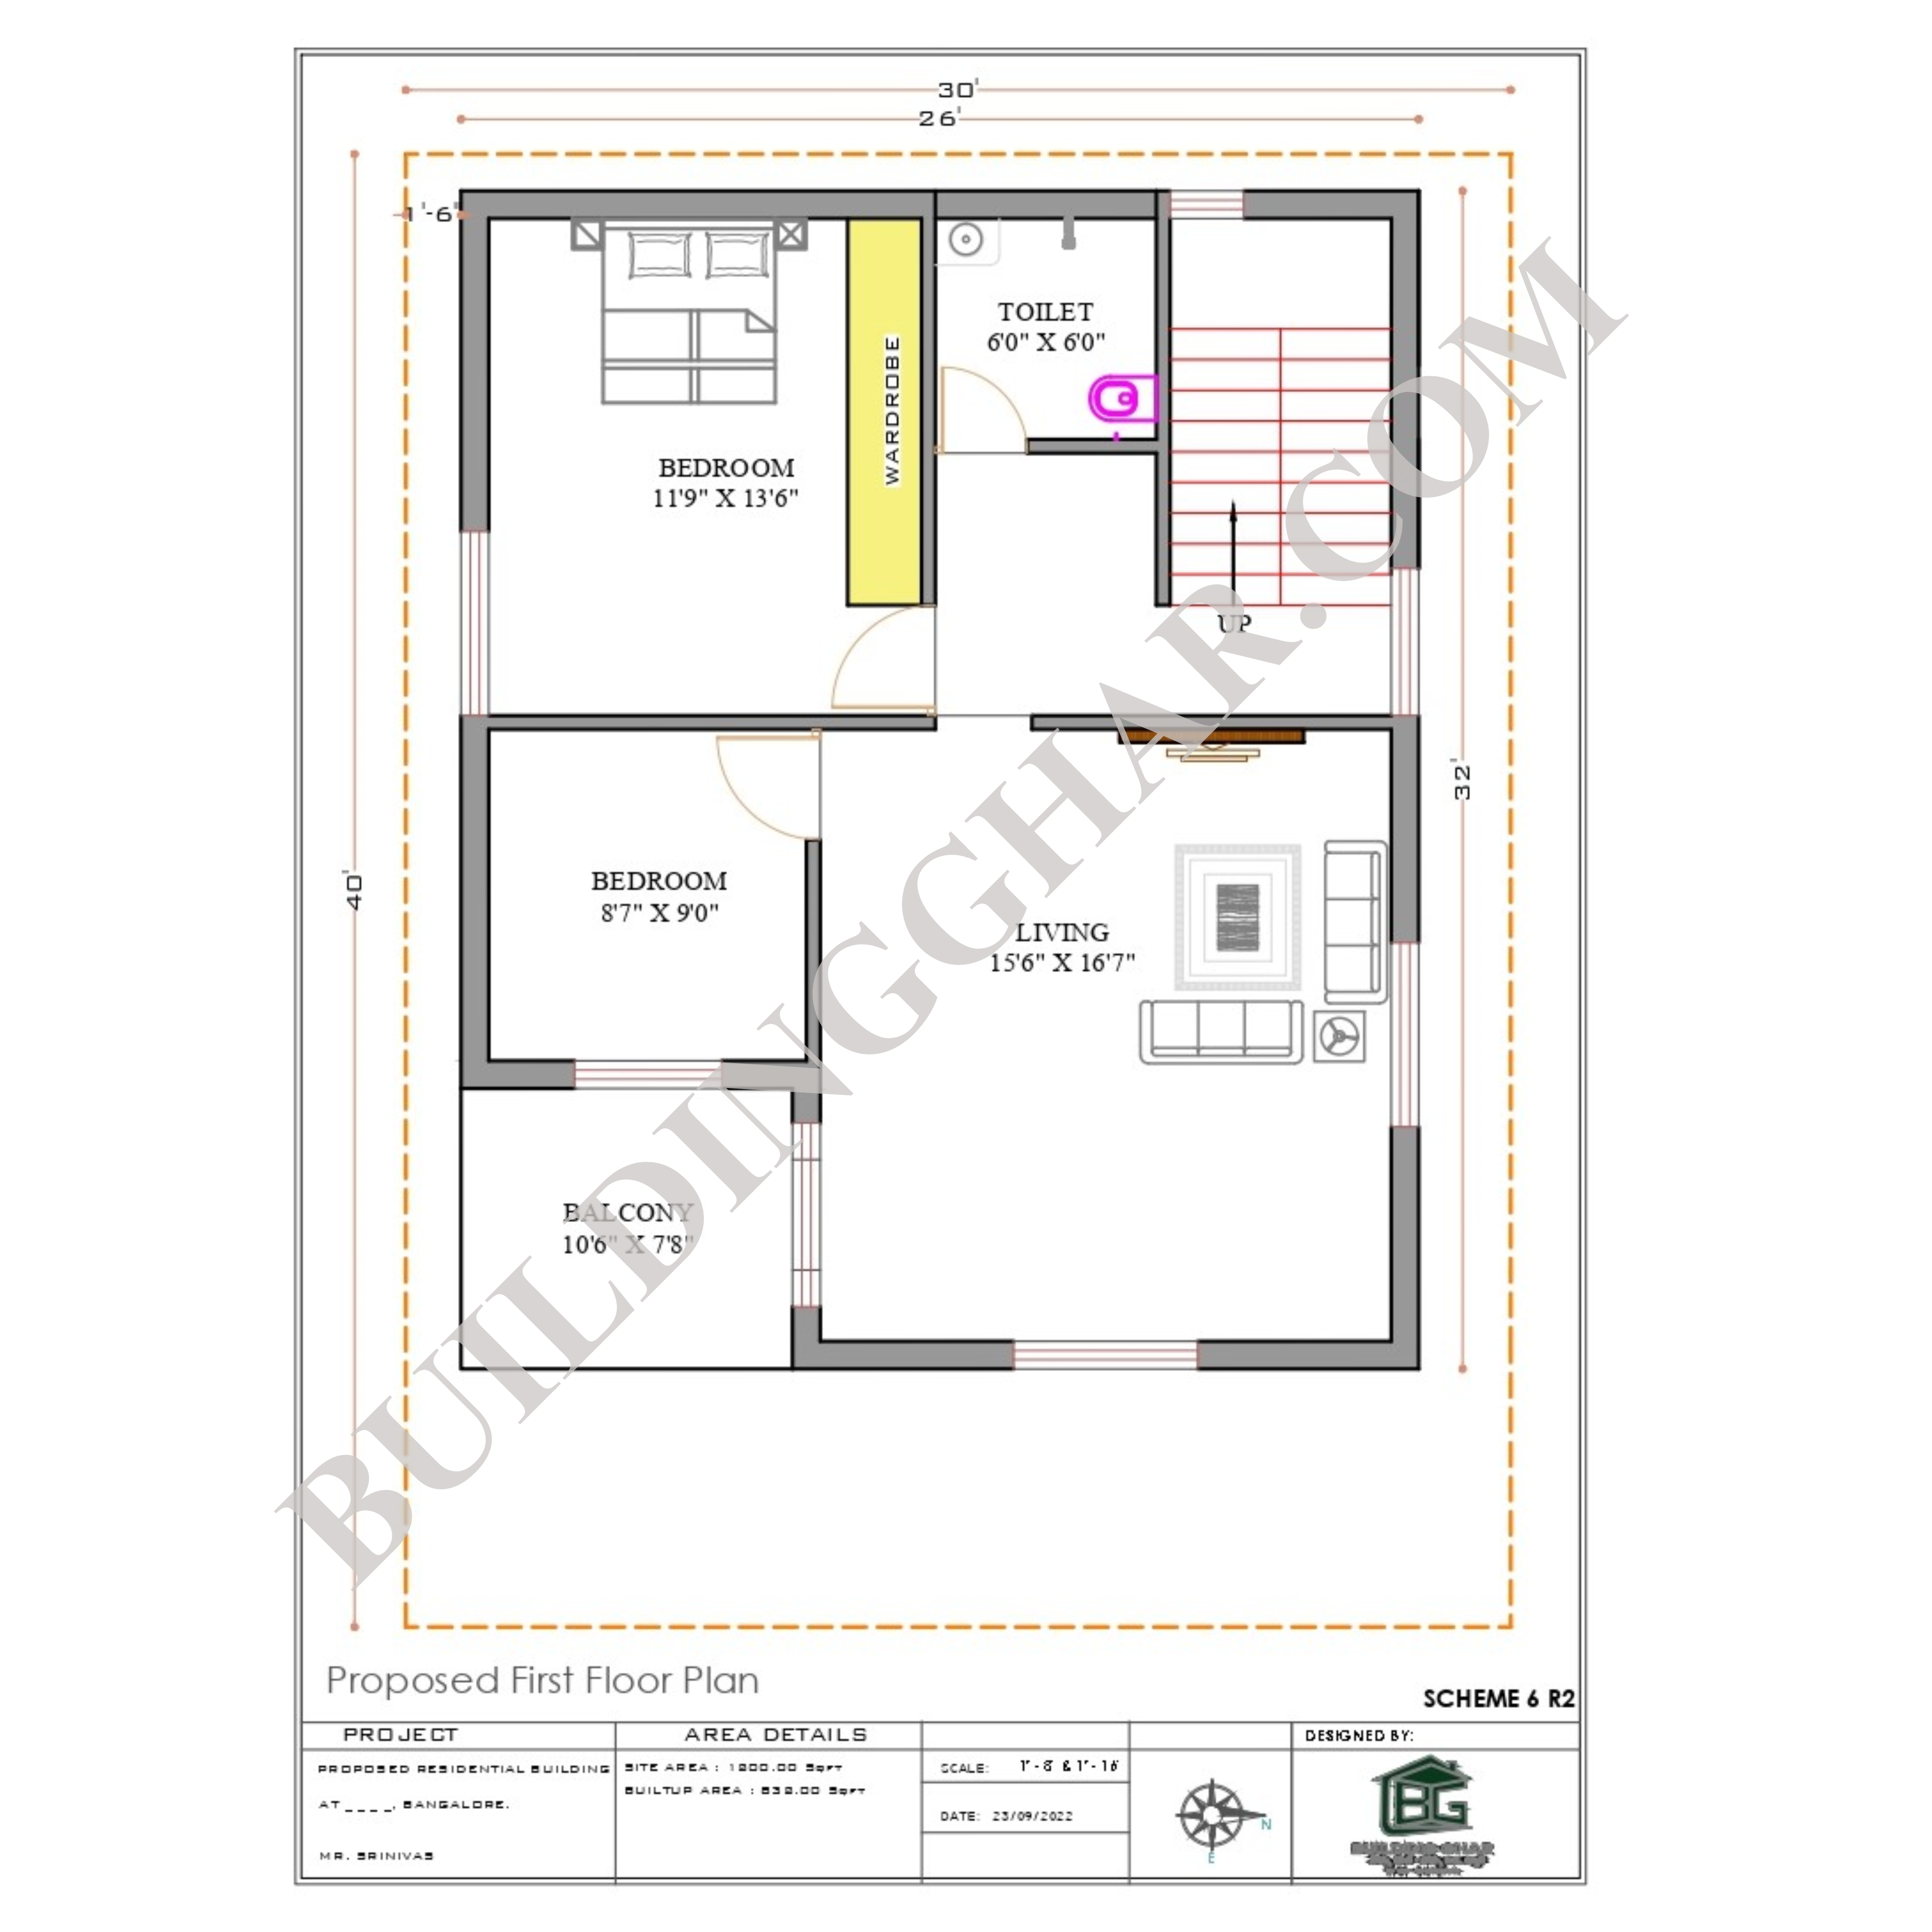 30'
26'
1'-6"
TOILET
6'0" X 6'0"
WARDROBE
BEDROOM
11'9" X 13'6"
UP
32'
40'
BEDROOM
8'7" X 9'0"
LIVING
15'6" X 16'7"
BALCONY
10'6" X 7'8"
BUILDINGGHAR.COM
Proposed First Floor Plan
SCHEME 6 R2
PROJECT
AREA DETAILS
DESIGNED BY:
PROPOSED RESIDENTIAL BUILDING
AT ____, BANGALORE.
MR. SRINIVAS
SITE AREA : 1200.00 Sqft
BUILTUP AREA : 832.00 Sqft
SCALE: 1"-8' & 1"-16'
DATE: 23/09/2022
N
E
BG
BUILDING GHAR